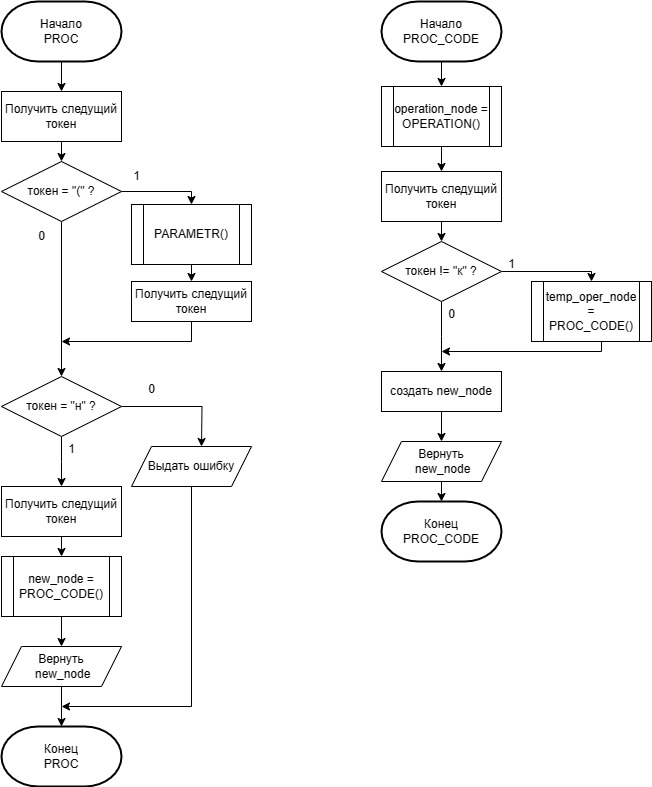 Начало
PROC
Получить следущий
токен
токен = "(" ?
1
0
PARAMETR()
Получить следущий
токен
токен = "н" ?
0
1
Выдать ошибку
Получить следущий
токен
new_node =
PROC_CODE()
Вернуть
new_node
Конец
PROC
Начало
PROC_CODE
operation_node =
OPERATION()
Получить следущий
токен
токен != "к" ?
1
0
temp_oper_node
=
PROC_CODE()
создать new_node
Вернуть
new_node
Конец
PROC_CODE